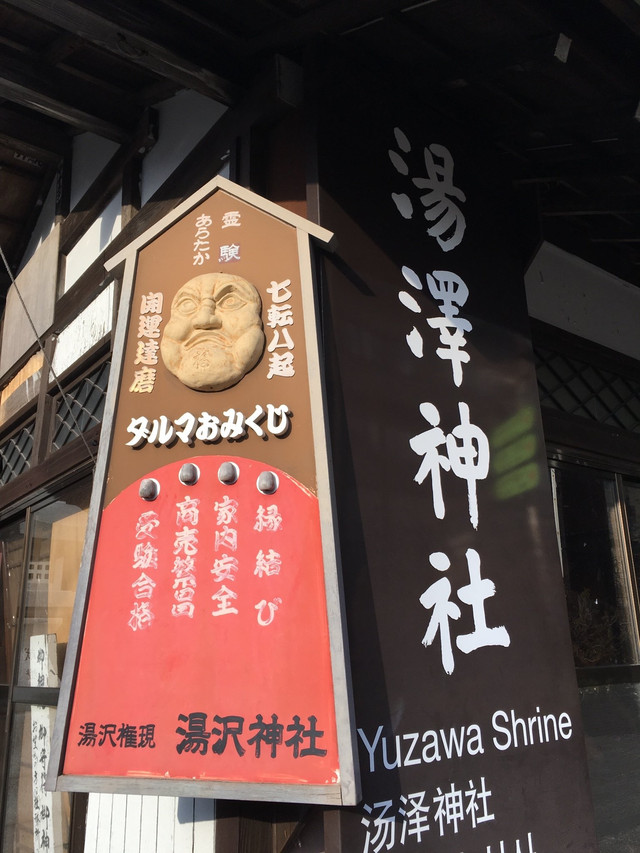 霊験
あらたか
七転八起
開運達磨
ダルマおみくじ
縁結び
家内安全
商売繁昌
受験合格
湯沢権現 湯沢神社
湯澤神社
Yuzawa Shrine
汤泽神社